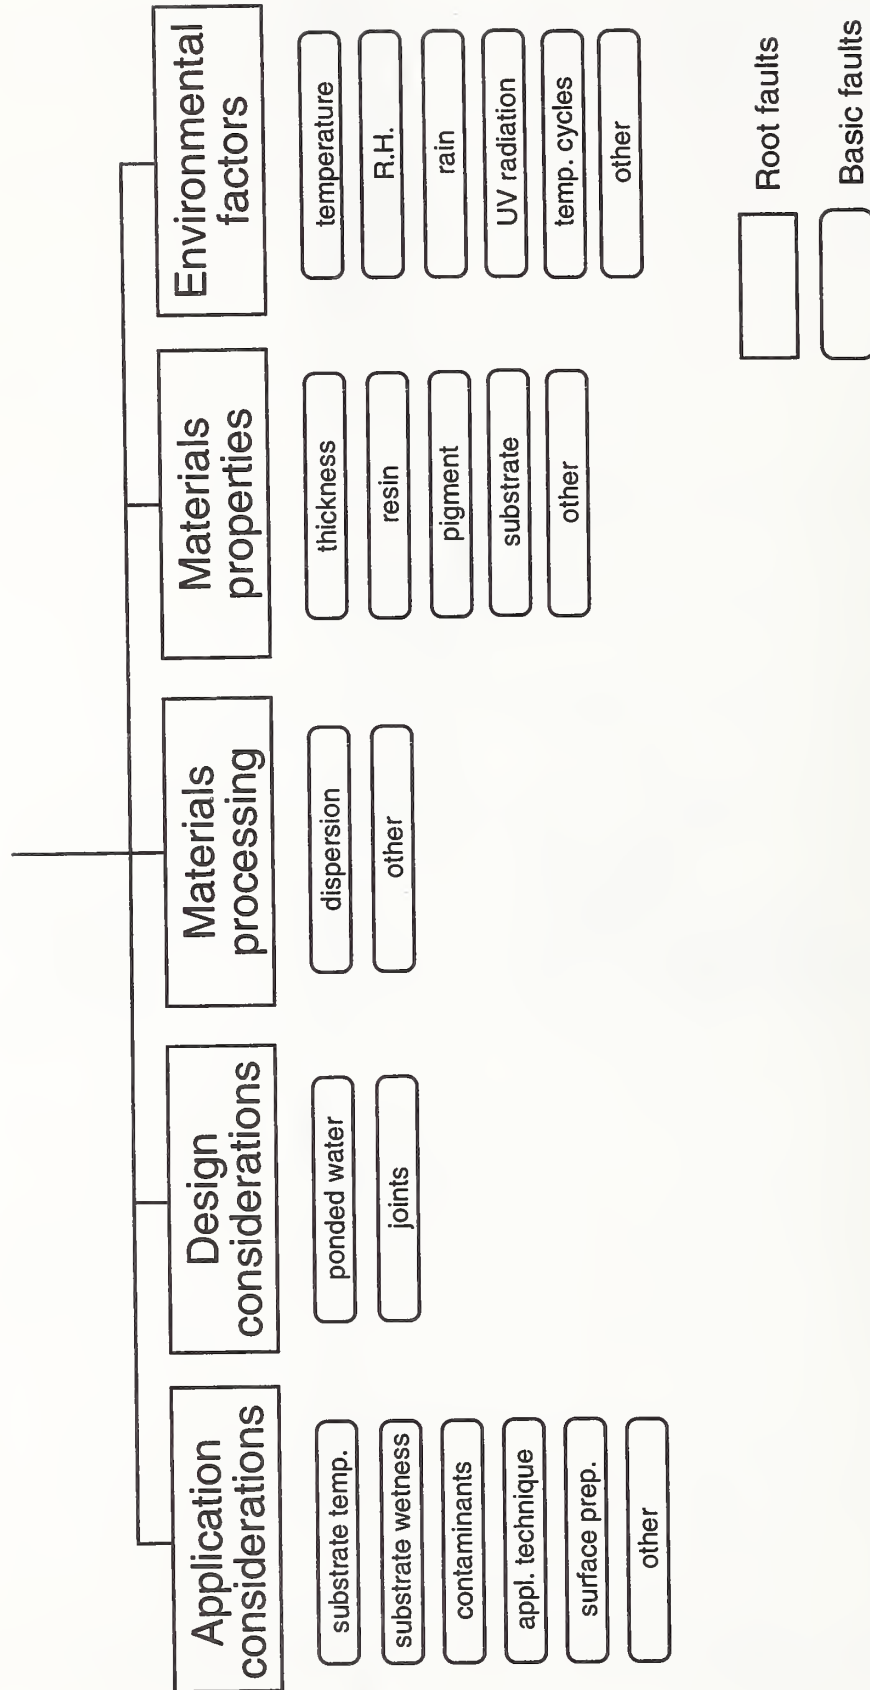 Application
considerations
substrate temp.
substrate wetness
contaminants
appl. technique
surface prep.
other
Design
considerations
ponded water
joints
Materials
processing
dispersion
other
Materials
properties
thickness
resin
pigment
substrate
other
Environmental
factors
temperature
R.H.
rain
UV radiation
temp. cycles
other
Root faults
Basic faults